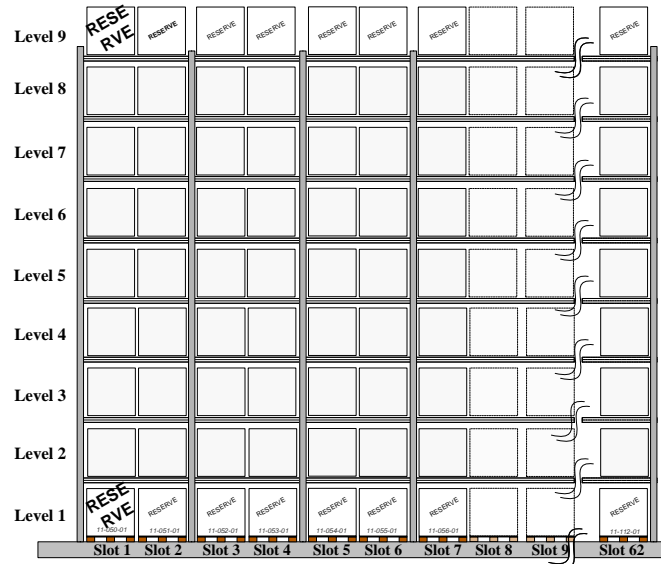 Level 9
RESE
RVE
RESERVE
RESERVE
RESERVE
RESERVE
RESERVE
RESERVE
RESERVE
Level 8
Level 7
Level 6
Level 5
Level 4
Level 3
Level 2
Level 1
RESE
RVE
RESERVE
RESERVE
RESERVE
RESERVE
RESERVE
RESERVE
RESERVE
11-050-01
11-051-01
11-052-01
11-053-01
11-054-01
11-055-01
11-056-01
11-112-01
Slot 1
Slot 2
Slot 3
Slot 4
Slot 5
Slot 6
Slot 7
Slot 8
Slot 9
Slot 62